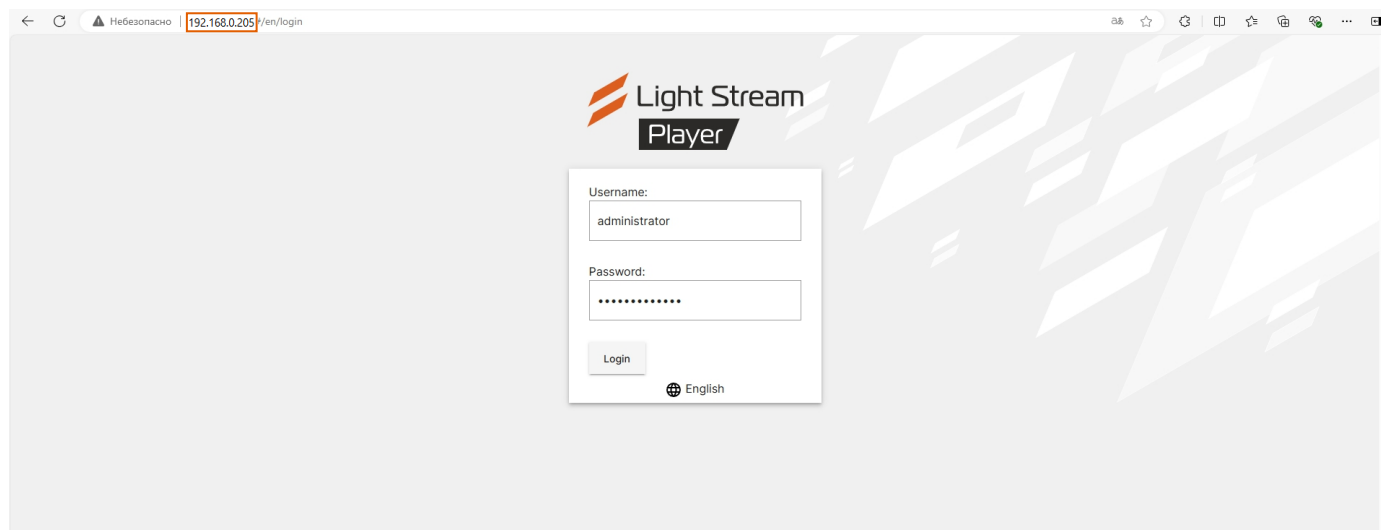 Небезопасно 192.168.0.205/#/en/login
Light Stream
Player
Username:
administrator
Password:
•••••••••••••
Login
English